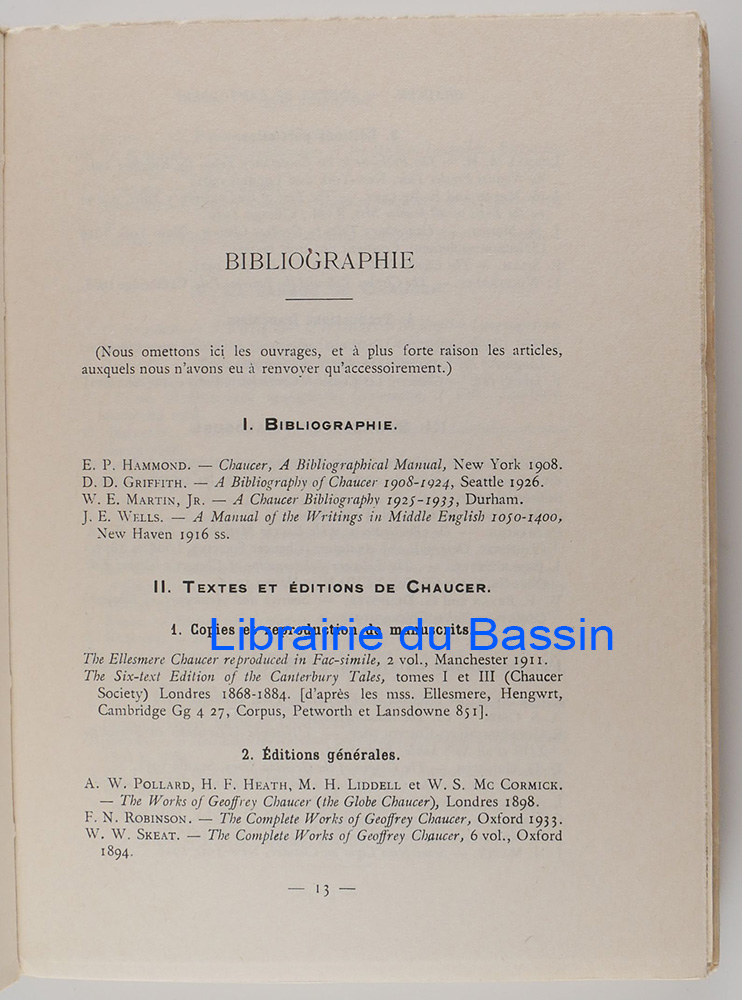 BIBLIOGRAPHIE
(Nous omettons ici les ouvrages, et à plus forte raison les articles,
auxquels nous n'avons eu à renvoyer qu'accessoirement.)
I. BIBLIOGRAPHIE.
E. P. HAMMOND. — Chaucer, A Bibliographical Manual, New York 1908.
D. D. GRIFFITH. — A Bibliography of Chaucer 1908-1924, Seattle 1926.
W. E. MARTIN, JR. — A Chaucer Bibliography 1925-1933, Durham.
J. E. WELLS. — A Manual of the Writings in Middle English 1050-1400,
New Haven 1916 ss.
II. TEXTES ET ÉDITIONS DE CHAUCER.
1. Copies et reproduction de manuscrits.
Librairie du Bassin
The Ellesmere Chaucer reproduced in Fac-simile, 2 vol., Manchester 1911.
The Six-text Edition of the Canterbury Tales, tomes I et III (Chaucer
Society) Londres 1868-1884. [d'après les mss. Ellesmere, Hengwrt,
Cambridge Gg 4 27, Corpus, Petworth et Lansdowne 851].
2. Éditions générales.
A. W. POLLARD, H. F. HEATH, M. H. LIDDELL et W. S. MC CORMICK.
— The Works of Geoffrey Chaucer (the Globe Chaucer), Londres 1898.
F. N. ROBINSON. — The Complete Works of Geoffrey Chaucer, Oxford 1933.
W. W. SKEAT. — The Complete Works of Geoffrey Chaucer, 6 vol., Oxford
1894.
— 13 —